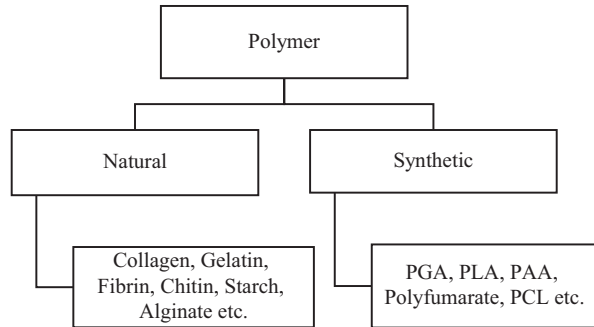 Polymer
Natural
Synthetic
Collagen, Gelatin,
Fibrin, Chitin, Starch,
Alginate etc.
PGA, PLA, PAA,
Polyfumarate, PCL etc.